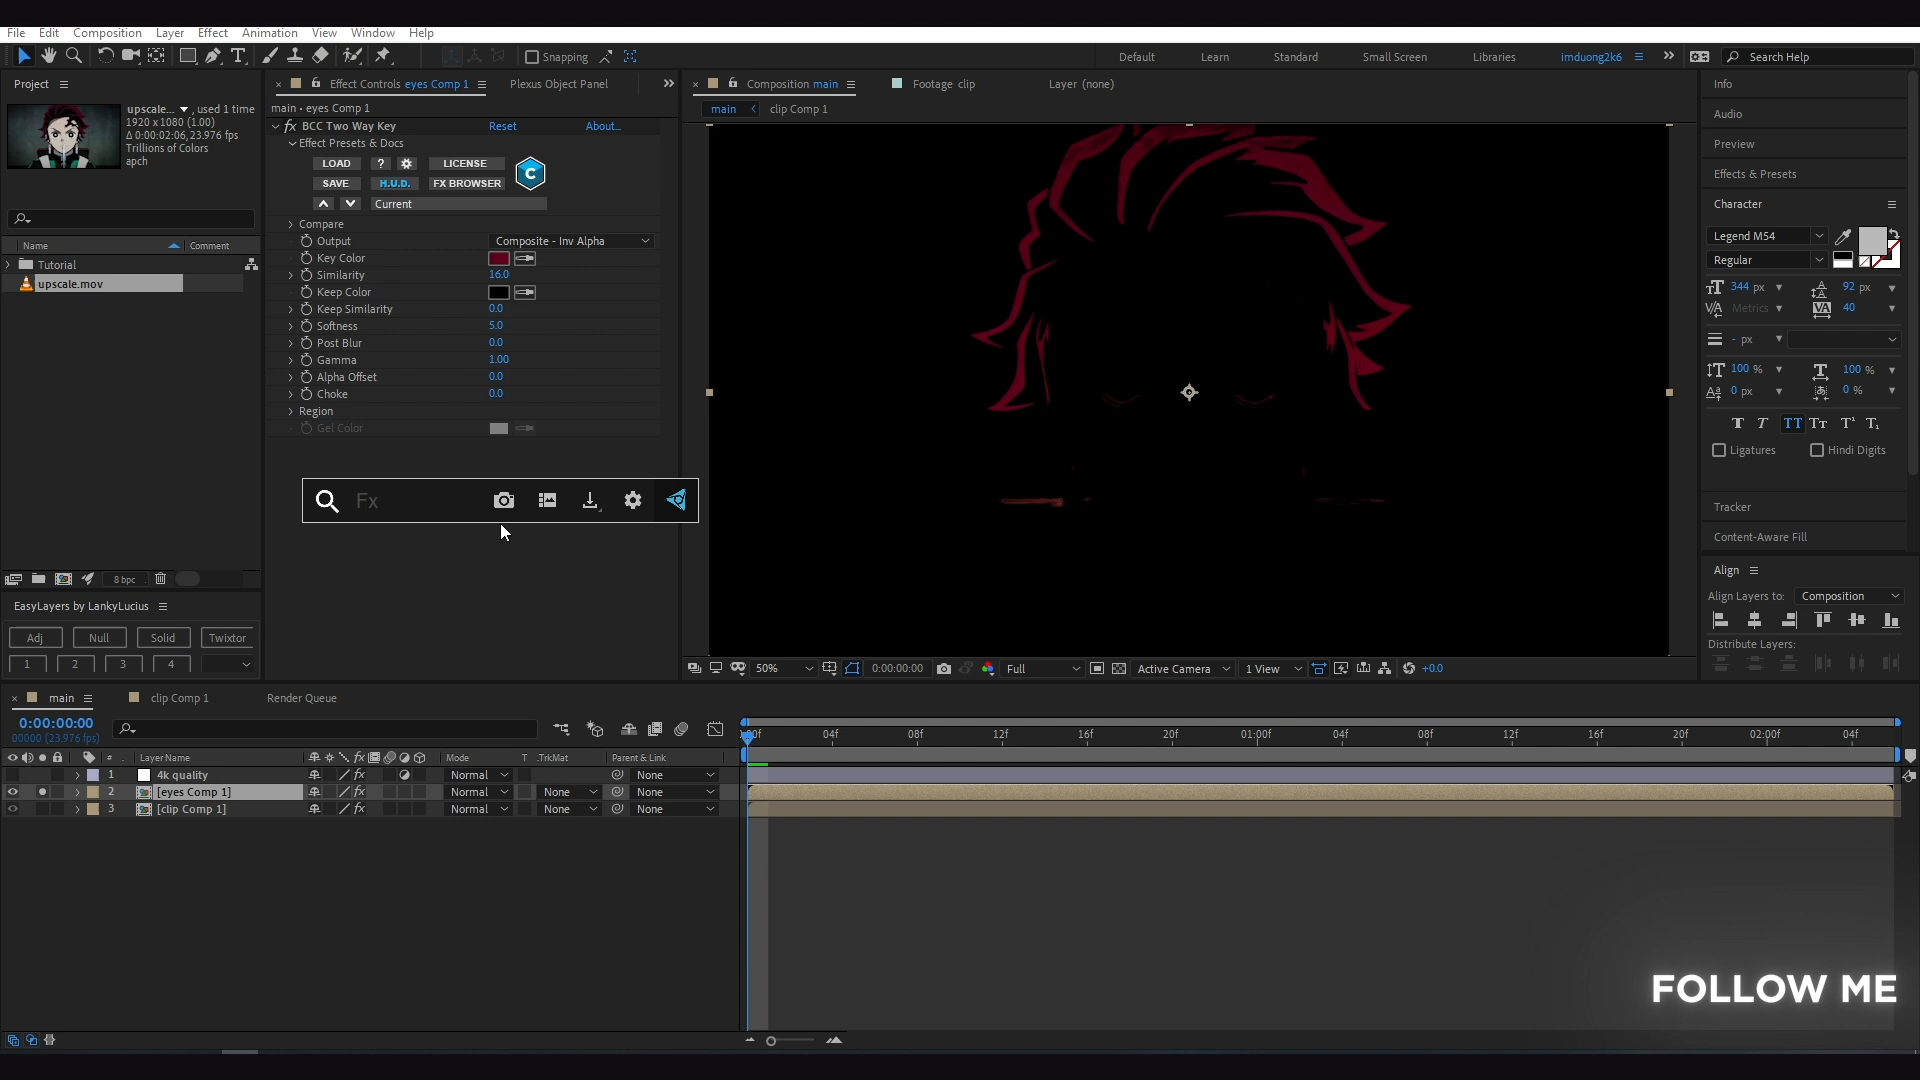 File Edit Composition Layer Effect Animation View Window Help
Snapping
Default Learn Standard Small Screen Libraries imduong2k6 Search Help
Project
upscale... , used 1 time
1920 x 1080 (1.00)
Δ 0:00:02:06, 23.976 fps
Trillions of Colors
apch
Name Comment
Tutorial
upscale.mov
8 bpc
EasyLayers by LankyLucius
Adj Null Solid Twixtor
1 2 3 4
Effect Controls eyes Comp 1 Plexus Object Panel
main • eyes Comp 1
fx BCC Two Way Key Reset About...
Effect Presets & Docs
LOAD ? LICENSE
SAVE H.U.D. FX BROWSER
Current
Compare
Output Composite - Inv Alpha
Key Color
Similarity 16.0
Keep Color
Keep Similarity 0.0
Softness 5.0
Post Blur 0.0
Gamma 1.00
Alpha Offset 0.0
Choke 0.0
Region
Gel Color
Fx
Composition main Footage clip Layer (none)
main clip Comp 1
50% 0:00:00:00 Full Active Camera 1 View +0.0
Info
Audio
Preview
Effects & Presets
Character
Legend M54
Regular
344 px 92 px
Metrics 40
- px
100 % 100 %
0 px 0 %
TT Tr
Ligatures Hindi Digits
Tracker
Content-Aware Fill
Align
Align Layers to: Composition
Distribute Layers:
main clip Comp 1 Render Queue
0:00:00:00
00000 (23.976 fps)
# Layer Name fx Mode T .TrkMat Parent & Link
1 4k quality fx Normal None
2 [eyes Comp 1] fx Normal None None
3 [clip Comp 1] fx Normal None None
04f 08f 12f 16f 20f 01:00f 04f 08f 12f 16f 20f 02:00f 04f
FOLLOW ME